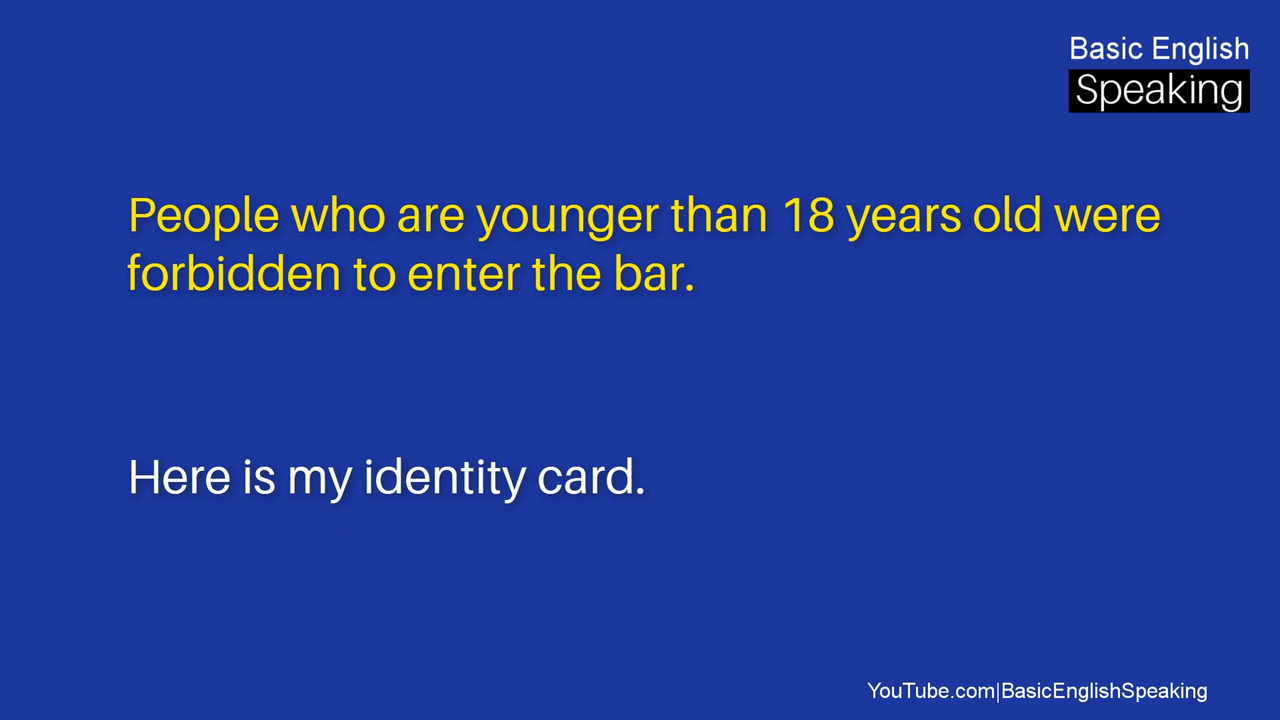 Basic English
Speaking
People who are younger than 18 years old were
forbidden to enter the bar.
Here is my identity card.
YouTube.com|BasicEnglishSpeaking